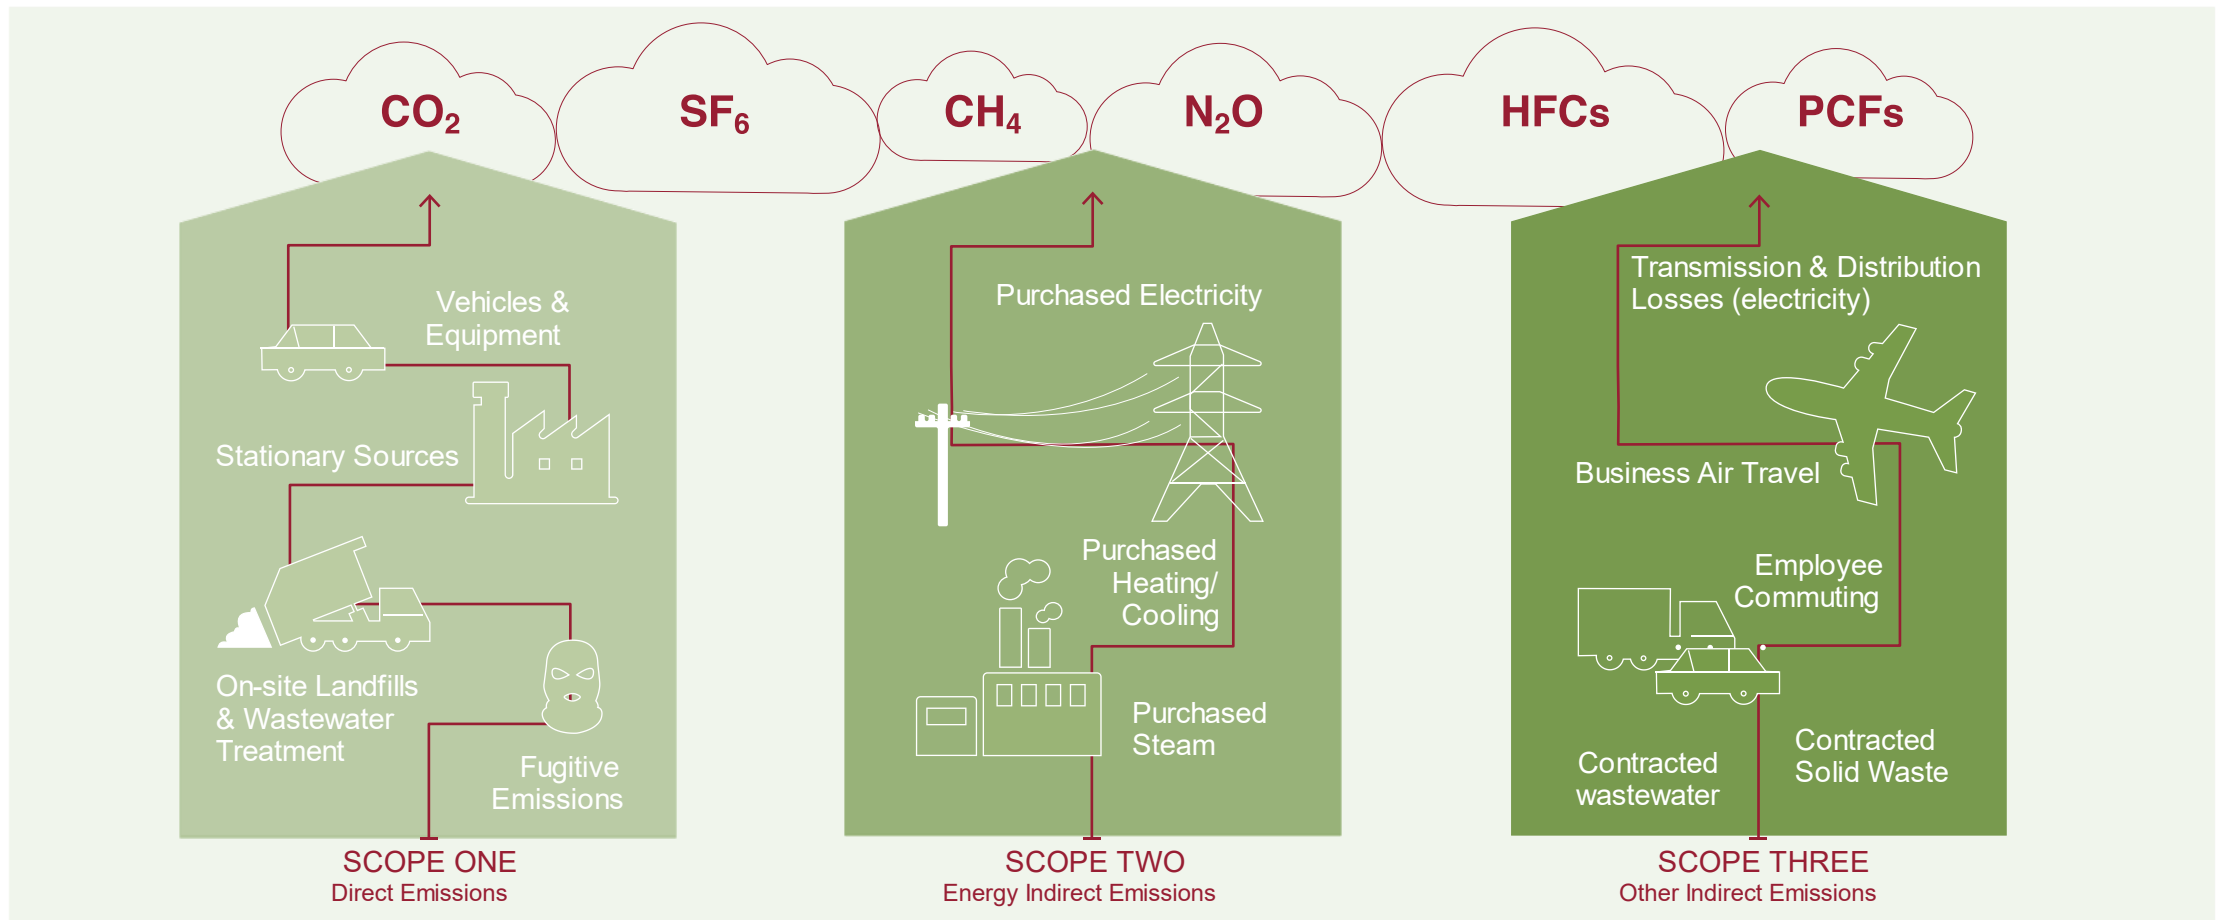 CO₂
SF₆
CH₄
N₂O
HFCs
PCFs
Vehicles &
Equipment
Stationary Sources
On-site Landfills
& Wastewater
Treatment
Fugitive
Emissions
SCOPE ONE
Direct Emissions
Purchased Electricity
Purchased
Heating/
Cooling
Purchased
Steam
SCOPE TWO
Energy Indirect Emissions
Transmission & Distribution
Losses (electricity)
Business Air Travel
Employee
Commuting
Contracted
Solid Waste
Contracted
wastewater
SCOPE THREE
Other Indirect Emissions